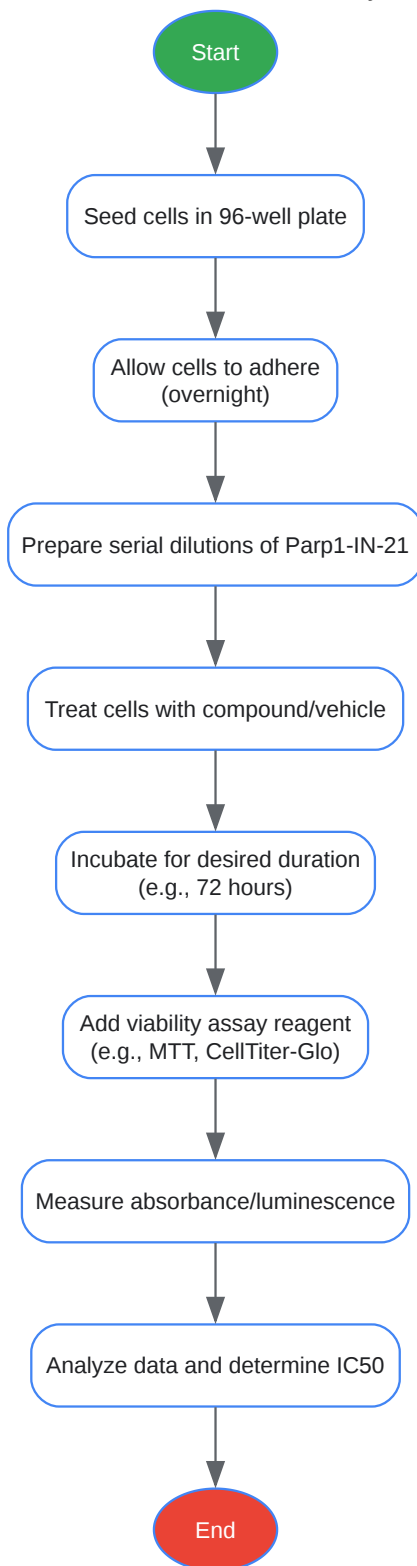 Start
Seed cells in 96-well plate
Allow cells to adhere
(overnight)
Prepare serial dilutions of Parp1-IN-21
Treat cells with compound/vehicle
Incubate for desired duration
(e.g., 72 hours)
Add viability assay reagent
(e.g., MTT, CellTiter-Glo)
Measure absorbance/luminescence
Analyze data and determine IC50
End